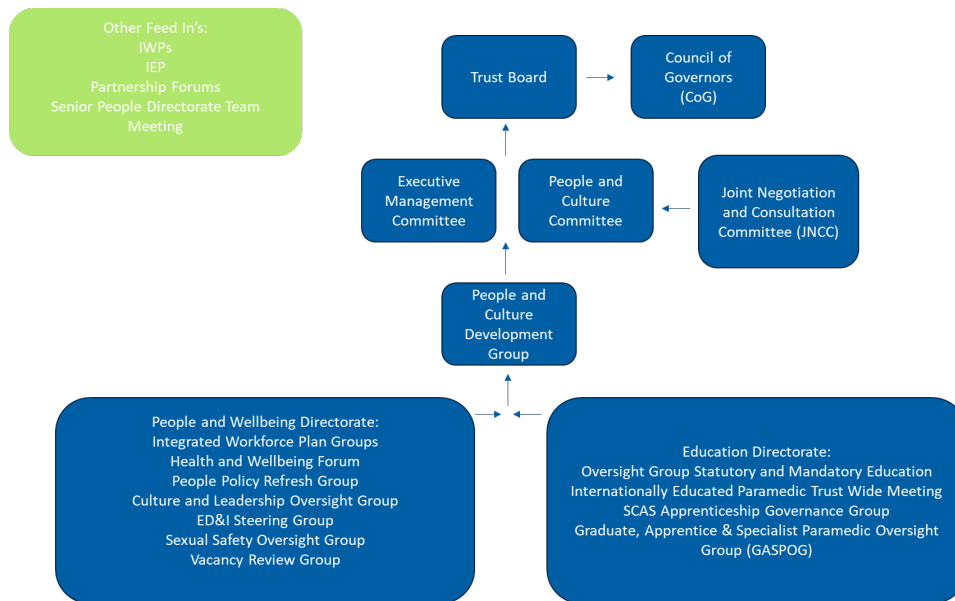 Other Feed In's:
IWPs
IEP
Partnership Forums
Senior People Directorate Team
Meeting
Trust Board
Council of
Governors
(CoG)
Executive
Management
Committee
People and
Culture
Committee
Joint Negotiation
and Consultation
Committee (JNCC)
People and
Culture
Development
Group
People and Wellbeing Directorate:
Integrated Workforce Plan Groups
Health and Wellbeing Forum
People Policy Refresh Group
Culture and Leadership Oversight Group
ED&I Steering Group
Sexual Safety Oversight Group
Vacancy Review Group
Education Directorate:
Oversight Group Statutory and Mandatory Education
Internationally Educated Paramedic Trust Wide Meeting
SCAS Apprenticeship Governance Group
Graduate, Apprentice & Specialist Paramedic Oversight
Group (GASPOG)